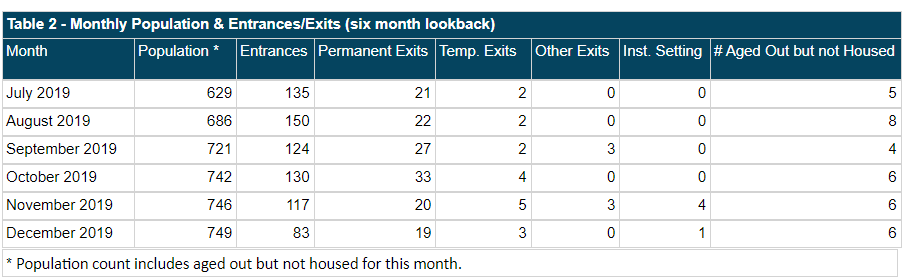 Table 2 - Monthly Population & Entrances/Exits (six month lookback)
Month Population * Entrances Permanent Exits Temp. Exits Other Exits Inst. Setting # Aged Out but not Housed
July 2019 629 135 21 2 0 0 5
August 2019 686 150 22 2 0 0 8
September 2019 721 124 27 2 3 0 4
October 2019 742 130 33 4 0 0 6
November 2019 746 117 20 5 3 4 6
December 2019 749 83 19 3 0 1 6
* Population count includes aged out but not housed for this month.